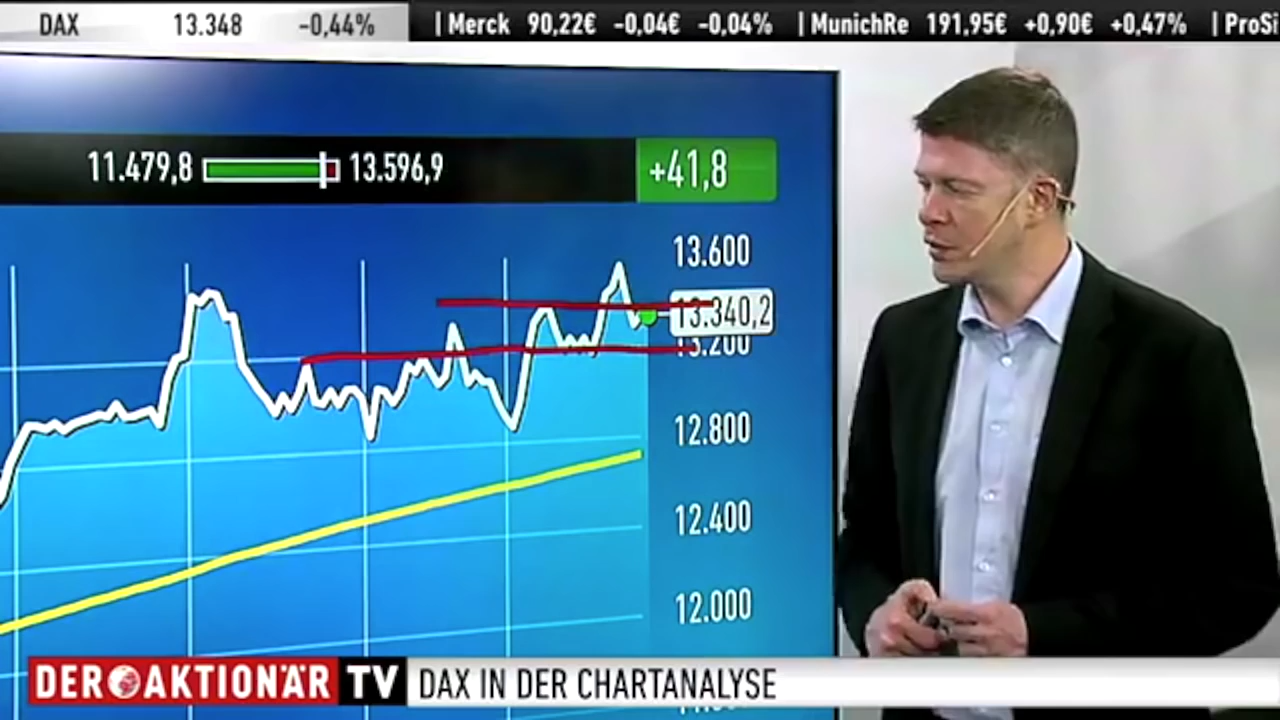 DAX 13.348 -0,44% | Merck 90,22€ -0,04€ -0,04% | MunichRe 191,95€ +0,90€ +0,47% | ProSi
11.479,8 13.596,9 +41,8
13.600
13.340,2
13.200
12.800
12.400
12.000
DER AKTIONÄR TV DAX IN DER CHARTANALYSE